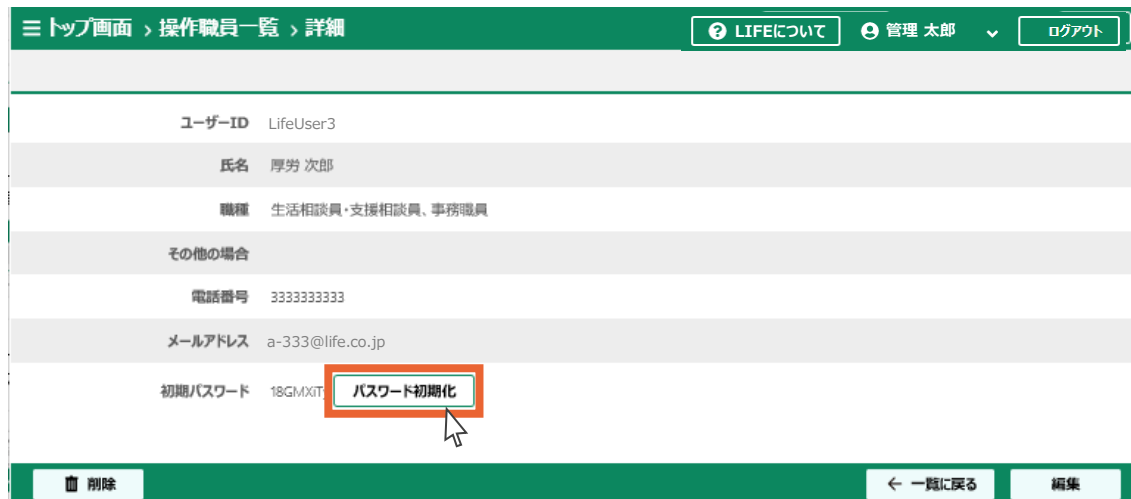 トップ画面 › 操作職員一覧 › 詳細 LIFEについて 管理 太郎 ログアウト
ユーザーID LifeUser3
氏名 厚労 次郎
職種 生活相談員・支援相談員、事務職員
その他の場合
電話番号 3333333333
メールアドレス a-333@life.co.jp
初期パスワード パスワード初期化
削除 ← 一覧に戻る 編集